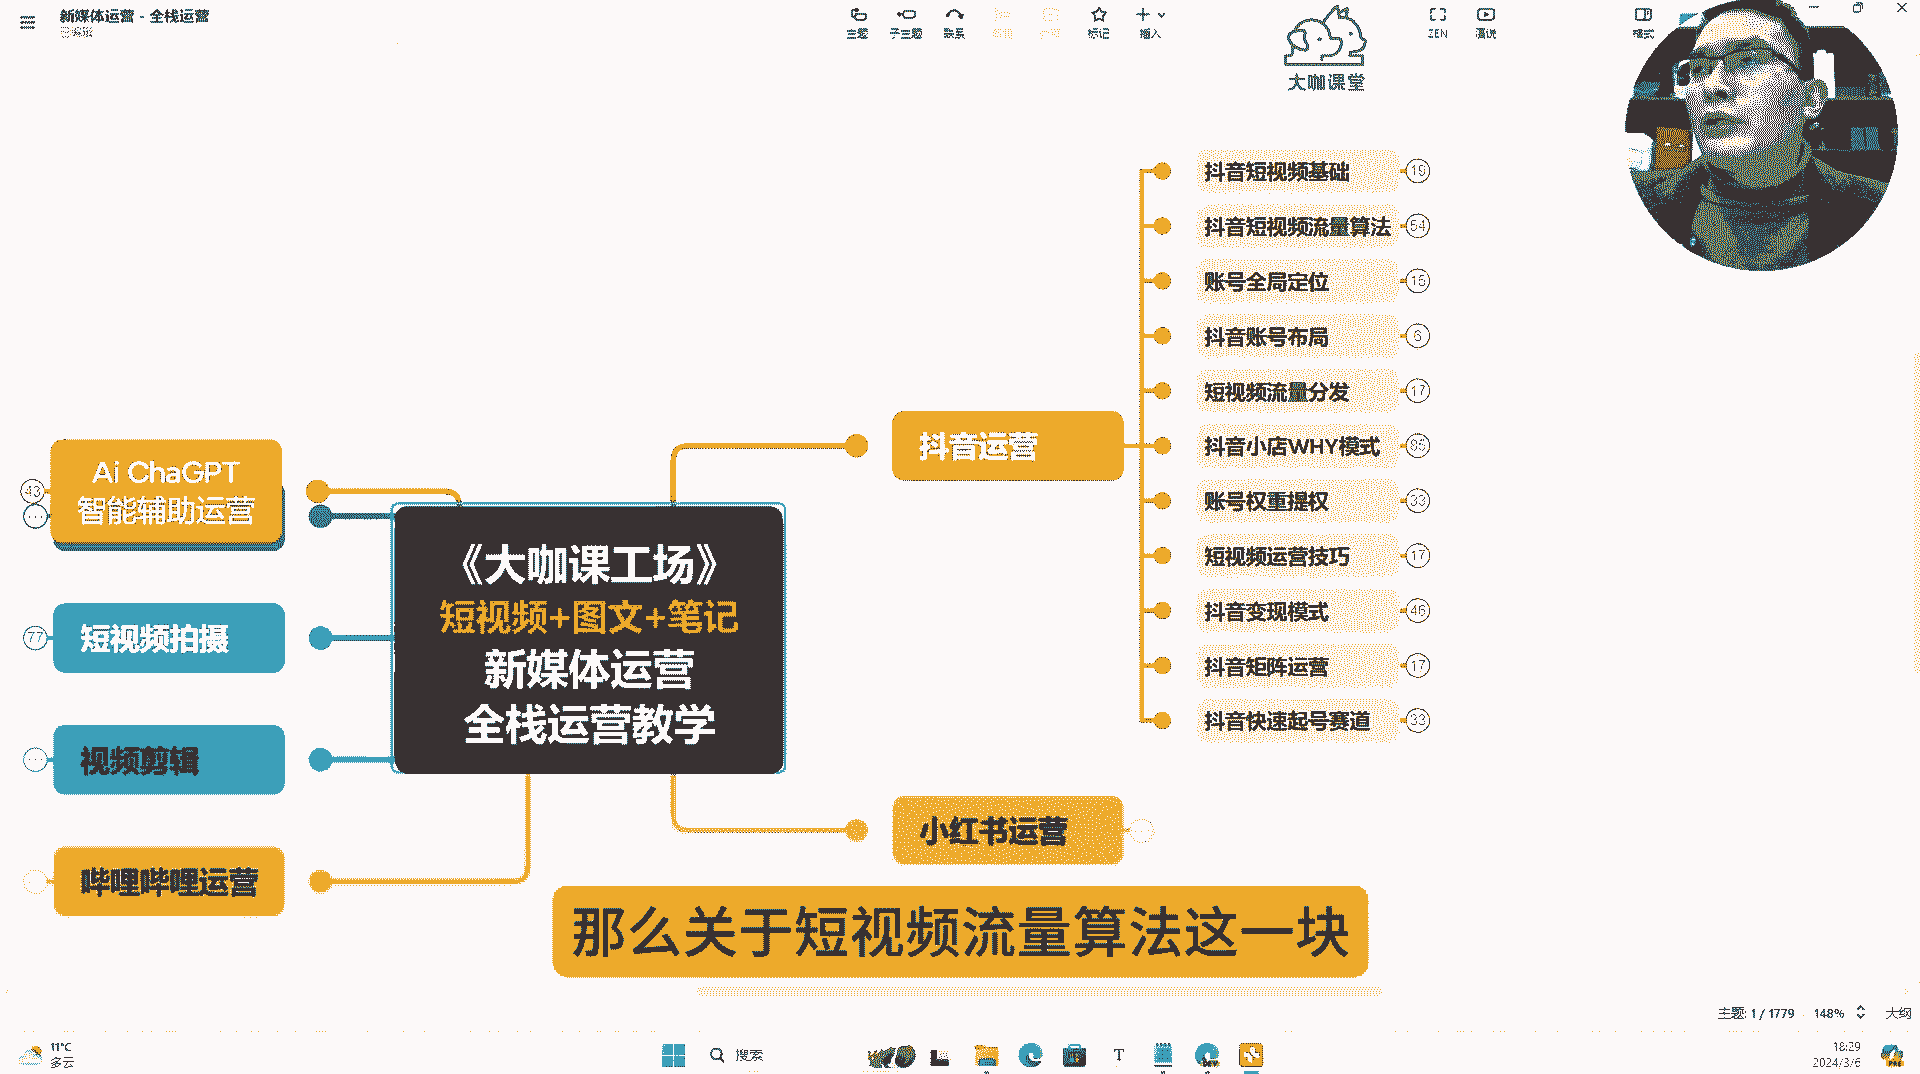 新媒体运营 - 全栈运营
已编辑
主题
子主题
联系
标记
插入
ZEN
演说
格式
大咖课堂
抖音短视频基础
19
抖音短视频流量算法
54
账号全局定位
15
抖音账号布局
6
短视频流量分发
17
抖音运营
抖音小店WHY模式
账号权重提权
33
短视频运营技巧
17
抖音变现模式
46
抖音矩阵运营
17
抖音快速起号赛道
33
43
Ai ChaGPT
智能辅助运营
77
短视频拍摄
视频剪辑
哔哩哔哩运营
《大咖课工场》
短视频+图文+笔记
新媒体运营
全栈运营教学
小红书运营
那么关于短视频流量算法这一块
主题: 1 / 1779
148%
大纲
11°C
多云
搜索
18:29
2024/3/6